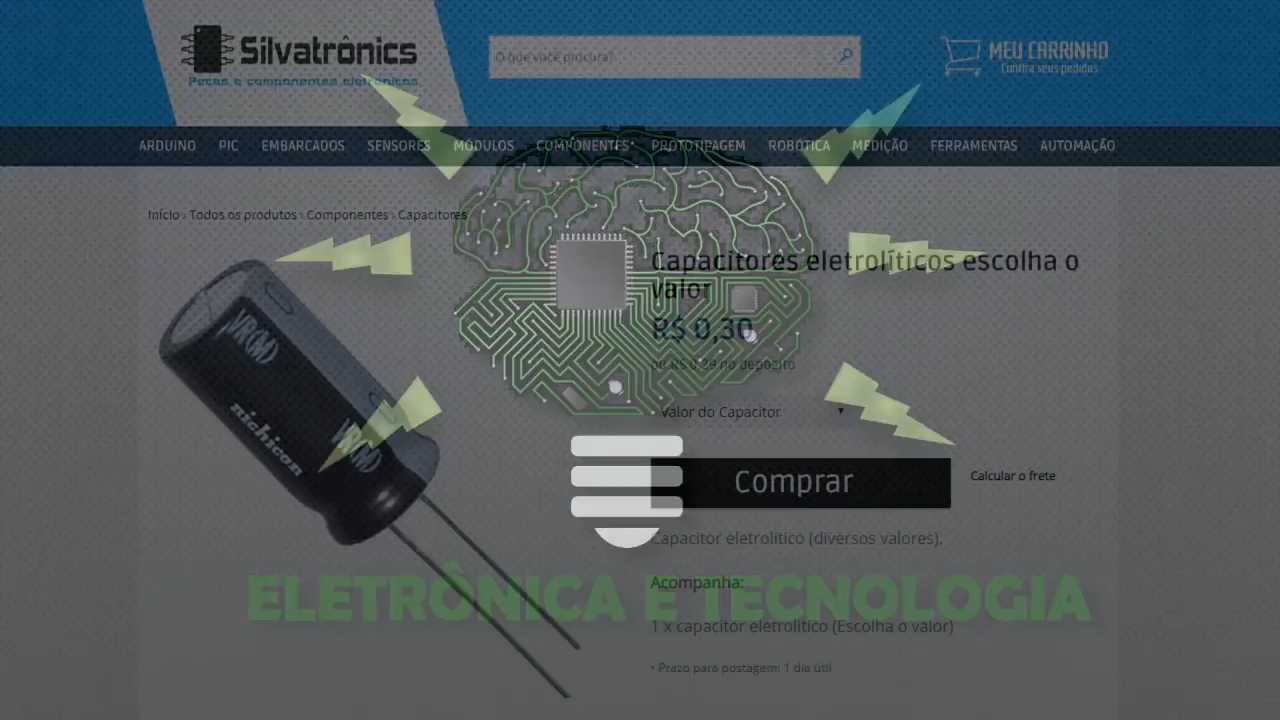 Silvatrônics
Peças e componentes eletrônicos
O que você procura?
MEU CARRINHO
Confira seus pedidos
ARDUINO PIC EMBARCADOS SENSORES MÓDULOS COMPONENTES PROTOTIPAGEM ROBÓTICA MEDIÇÃO FERRAMENTAS AUTOMAÇÃO
Início › Todos os produtos › Componentes › Capacitores
Capacitores eletrolíticos escolha o
valor
R$ 0,30
ou R$ 0,29 no depósito
Valor do Capacitor
Comprar
Calcular o frete
VR(M)
nichicon
VR(M)
Capacitor eletrolítico (diversos valores).
Acompanha:
ELETRÔNICA E TECNOLOGIA
1 x capacitor eletrolítico (Escolha o valor)
• Prazo para postagem: 1 dia útil